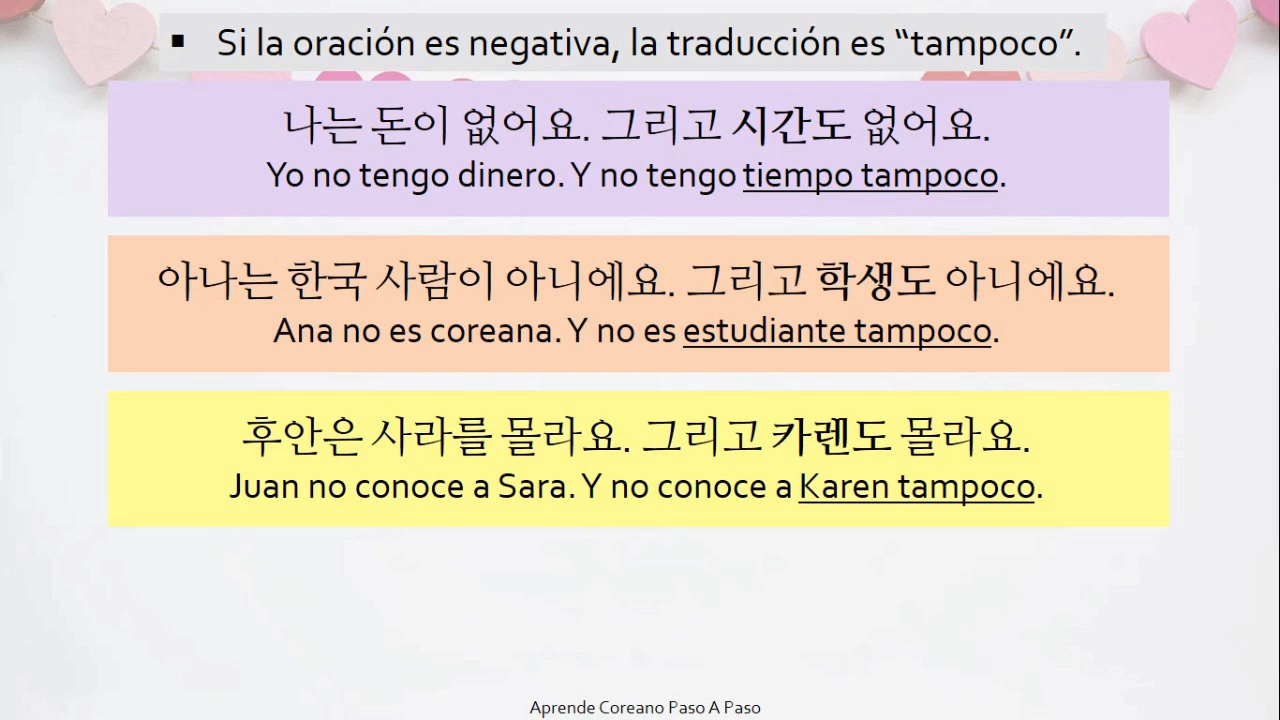 ▪ Si la oración es negativa, la traducción es “tampoco”.
나는 돈이 없어요. 그리고 시간도 없어요.
Yo no tengo dinero. Y no tengo tiempo tampoco.
아나는 한국 사람이 아니에요. 그리고 학생도 아니에요.
Ana no es coreana. Y no es estudiante tampoco.
후안은 사라를 몰라요. 그리고 카렌도 몰라요.
Juan no conoce a Sara. Y no conoce a Karen tampoco.
Aprende Coreano Paso A Paso